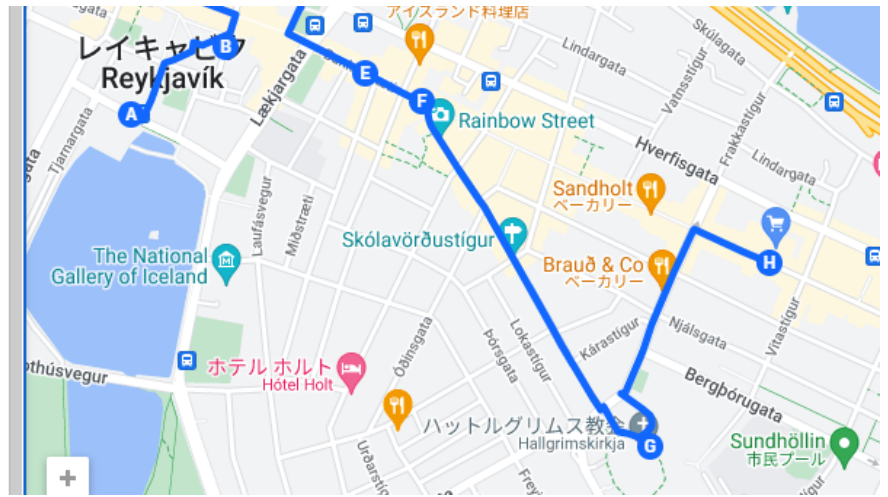 アイスランド料理店
Skúlagata
Lindargata
Tjarnargata
レイキャビク
B
Reykjavík
A
Lækjargata
E
F
Rainbow Street
Vatnsstígur
Frakkastígur
Hverfisgata
Lindargata
Sandholt
ベーカリー
Laufásvegur
Miðstræti
Skólavörðustígur
The National
Gallery of Iceland
Brauð & Co
ベーカリー
H
Óðinsgata
Þórsgata
Lokastígur
Kárastígur
Njálsgata
Vitastígur
Bergþórugata
othúsvegur
ホテル ホルト
Hótel Holt
ハットルグリムス教会
Hallgrimskirkja
G
Sundhöllin
市民プール
Urðarstígur
+